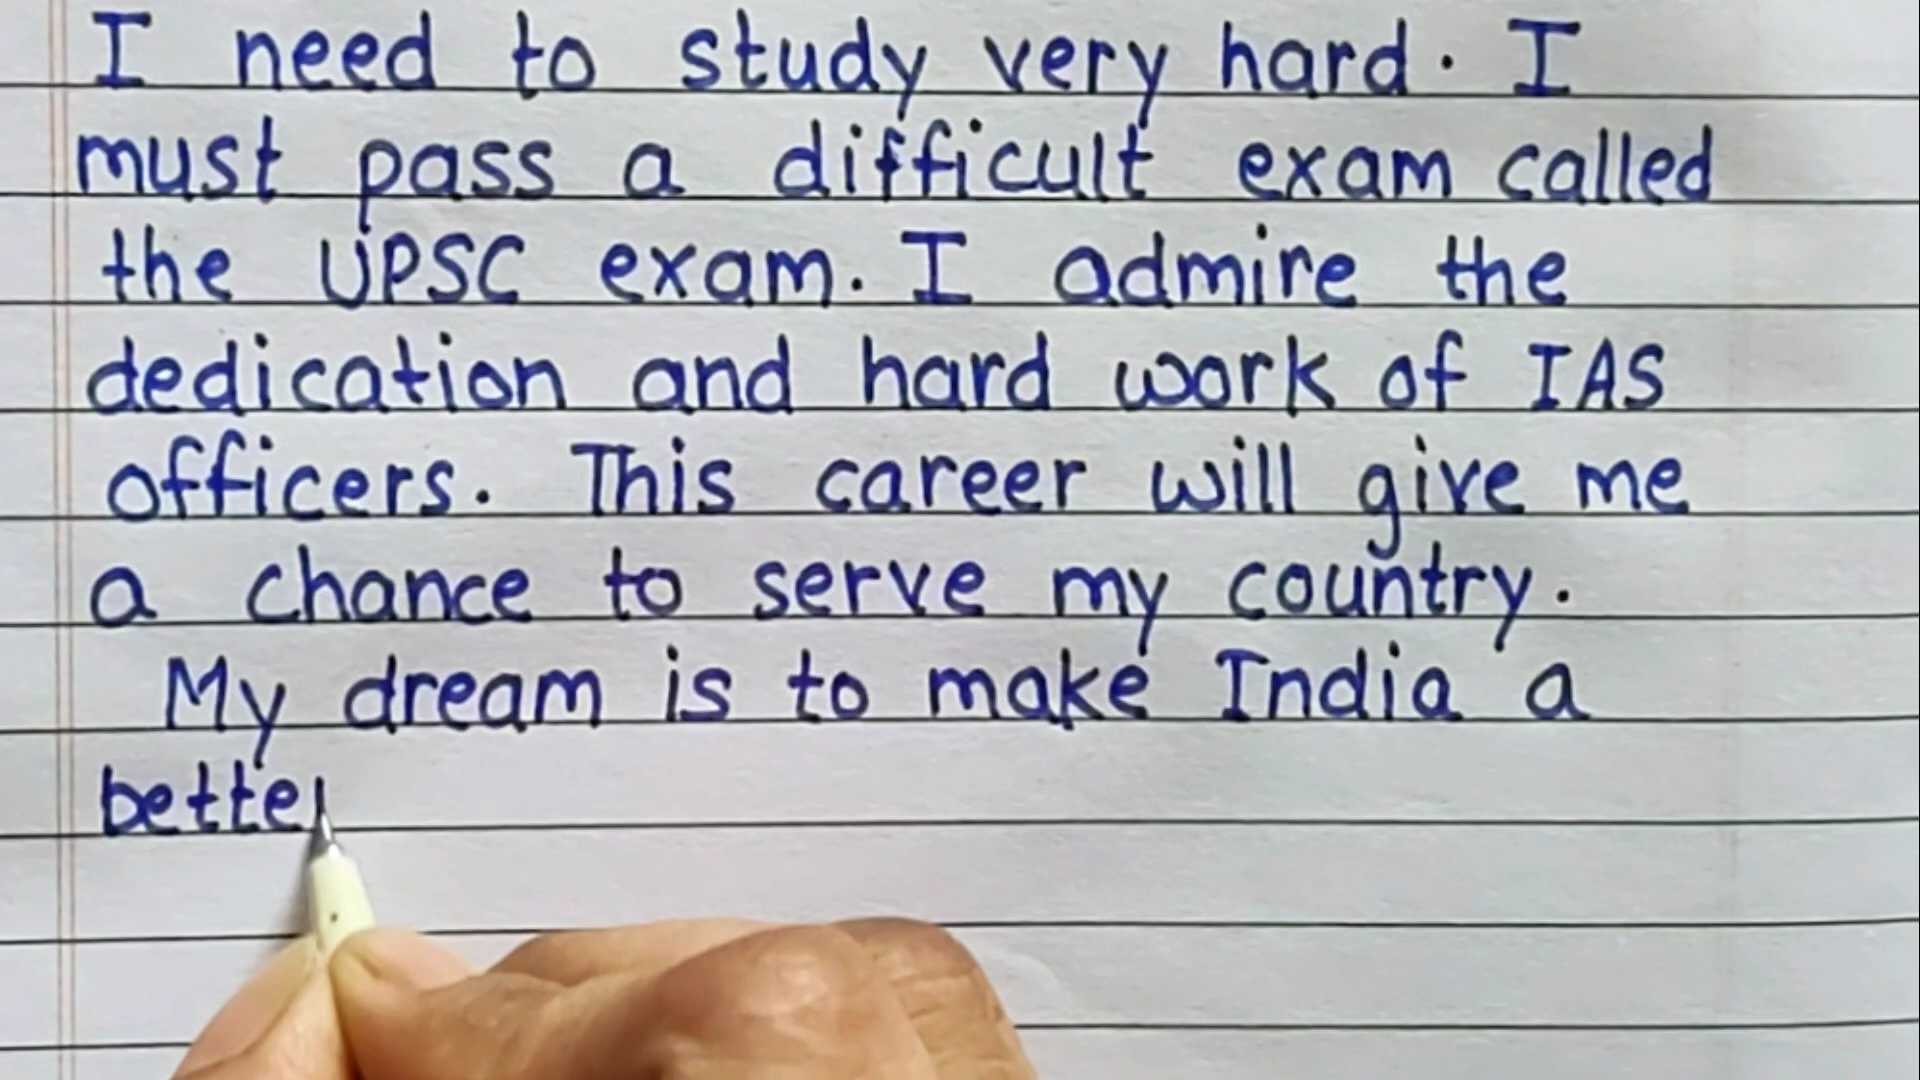 I need to study very hard. I
must pass a difficult exam called
the UPSC exam. I admire the
dedication and hard work of IAS
officers. This career will give me
a chance to serve my country.
My dream is to make India a
better